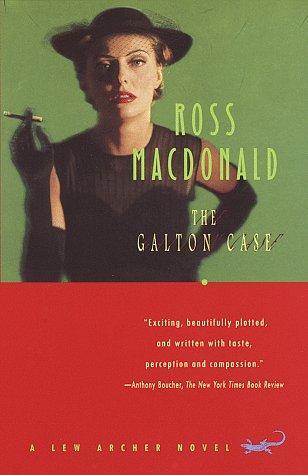 ROSS
MACDONALD
THE
GALTON CASE
"Exciting, beautifully plotted,
and written with taste,
perception and compassion."
—Anthony Boucher, The New York Times Book Review
A LEW ARCHER NOVEL